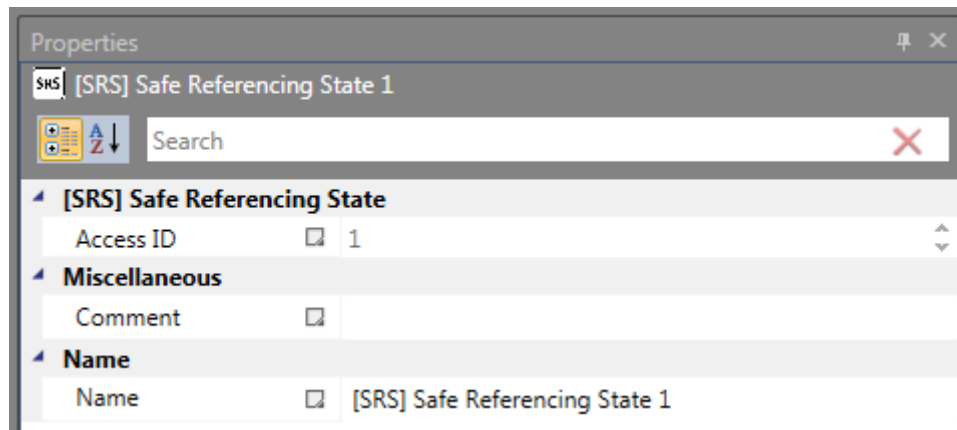 Properties
SRS [SRS] Safe Referencing State 1
A Z Search
[SRS] Safe Referencing State
Access ID 1
Miscellaneous
Comment
Name
Name [SRS] Safe Referencing State 1